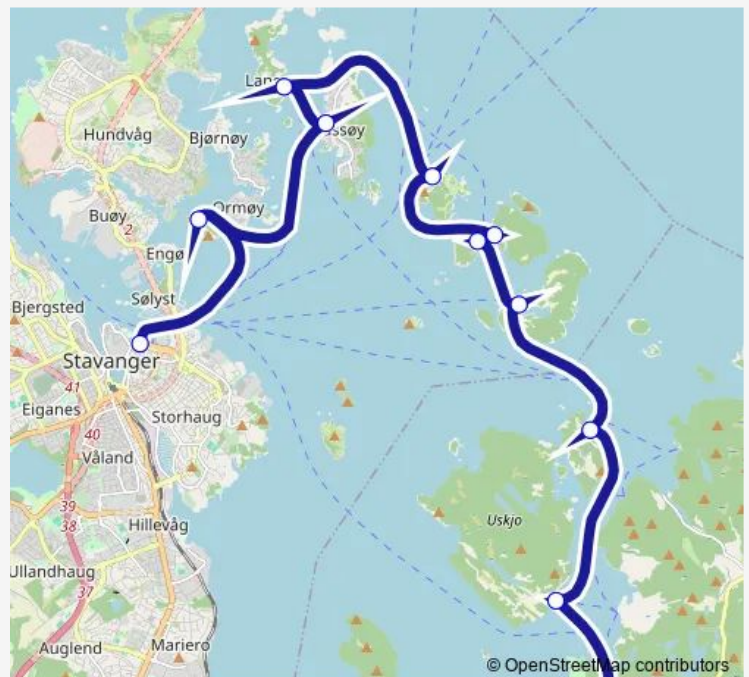 Lang
Hundvåg
ssøy
Bjørnøy
Ormøy
Buøy
2
Engø
Sølyst
Bjergsted
Stavanger
41
Eiganes
Storhaug
40
Våland
39
38
Hillevåg
Uskjo
Ullandhaug
37
Auglend
Mariero
© OpenStreetMap contributors